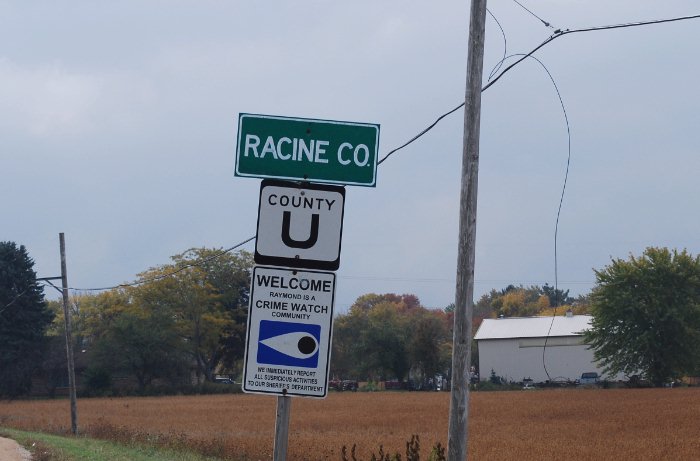 RACINE CO.
COUNTY
U
WELCOME
RAYMOND IS A
CRIME WATCH
COMMUNITY
WE IMMEDIATELY REPORT
ALL SUSPICIOUS ACTIVITIES
TO OUR SHERIFF'S DEPARTMENT